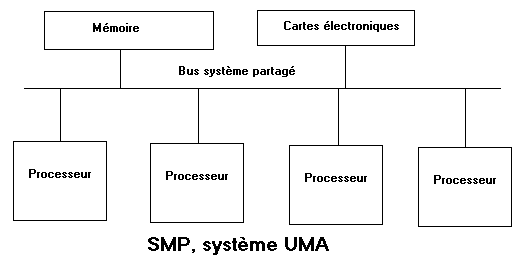 Mémoire
Cartes électroniques
Bus système partagé
Processeur
Processeur
Processeur
Processeur
SMP, système UMA